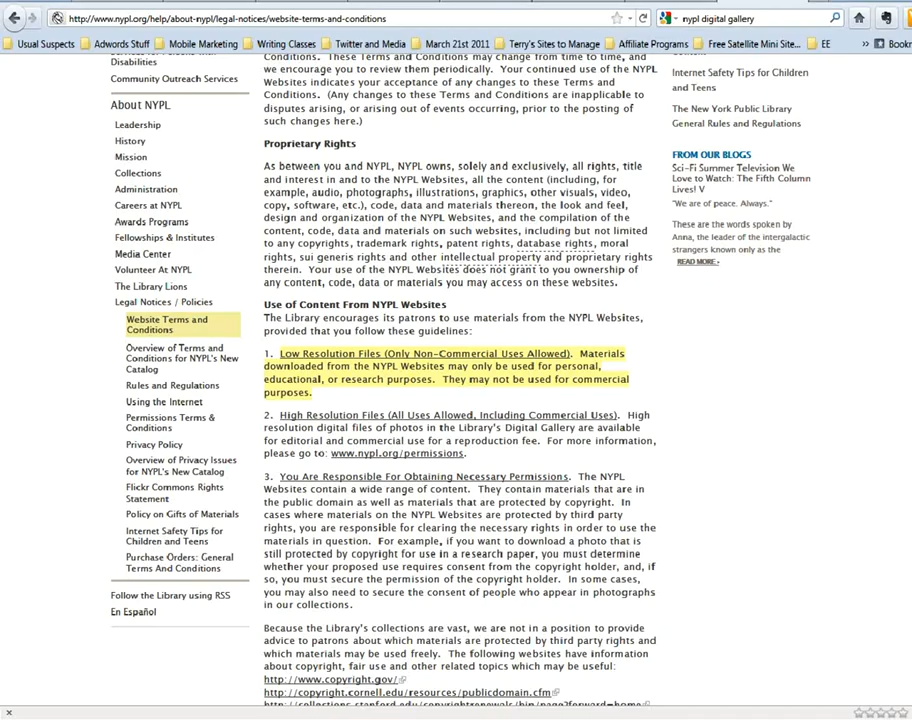 http://www.nypl.org/help/about-nypl/legal-notices/website-terms-and-conditions
nypl digital gallery
Usual Suspects
Adwords Stuff
Mobile Marketing
Writing Classes
Twitter and Media
March 21st 2011
Terry's Sites to Manage
Affiliate Programs
Free Satellite Mini Site...
EE
»
Bookn
Disabilities
Community Outreach Services
About NYPL
Leadership
History
Mission
Collections
Administration
Careers at NYPL
Awards Programs
Fellowships & Institutes
Media Center
Volunteer At NYPL
The Library Lions
Legal Notices / Policies
Website Terms and
Conditions
Overview of Terms and
Conditions for NYPL's New
Catalog
Rules and Regulations
Using the Internet
Permissions Terms &
Conditions
Privacy Policy
Overview of Privacy Issues
for NYPL's New Catalog
Flickr Commons Rights
Statement
Policy on Gifts of Materials
Internet Safety Tips for
Children and Teens
Purchase Orders: General
Terms And Conditions
Follow the Library using RSS
En Español
Conditions. These Terms and Conditions may change from time to time, and
we encourage you to review them periodically. Your continued use of the NYPL
Websites indicates your acceptance of any changes to these Terms and
Conditions. (Any changes to these Terms and Conditions are inapplicable to
disputes arising, or arising out of events occurring, prior to the posting of
such changes here.)
Proprietary Rights
As between you and NYPL, NYPL owns, solely and exclusively, all rights, title
and interest in and to the NYPL Websites, all the content (including, for
example, audio, photographs, illustrations, graphics, other visuals, video,
copy, software, etc.), code, data and materials thereon, the look and feel,
design and organization of the NYPL Websites, and the compilation of the
content, code, data and materials on such websites, including but not limited
to any copyrights, trademark rights, patent rights, database rights, moral
rights, sui generis rights and other intellectual property and proprietary rights
therein. Your use of the NYPL Websites does not grant to you ownership of
any content, code, data or materials you may access on these websites.
Use of Content From NYPL Websites
The Library encourages its patrons to use materials from the NYPL Websites,
provided that you follow these guidelines:
1. Low Resolution Files (Only Non-Commercial Uses Allowed). Materials
downloaded from the NYPL Websites may only be used for personal,
educational, or research purposes. They may not be used for commercial
purposes.
2. High Resolution Files (All Uses Allowed, Including Commercial Uses). High
resolution digital files of photos in the Library's Digital Gallery are available
for editorial and commercial use for a reproduction fee. For more information,
please go to: www.nypl.org/permissions.
3. You Are Responsible For Obtaining Necessary Permissions. The NYPL
Websites contain a wide range of content. They contain materials that are in
the public domain as well as materials that are protected by copyright. In
cases where materials on the NYPL Websites are protected by third party
rights, you are responsible for clearing the necessary rights in order to use the
materials in question. For example, if you want to download a photo that is
still protected by copyright for use in a research paper, you must determine
whether your proposed use requires consent from the copyright holder, and, if
so, you must secure the permission of the copyright holder. In some cases,
you may also need to secure the consent of people who appear in photographs
in our collections.
Because the Library's collections are vast, we are not in a position to provide
advice to patrons about which materials are protected by third party rights and
which materials may be used freely. The following websites have information
about copyright, fair use and other related topics which may be useful:
http://www.copyright.gov/
http://copyright.cornell.edu/resources/publicdomain.cfm
http://collections.stanford.edu/copyrightrenewals/bin/page?forward=home
Internet Safety Tips for Children
and Teens
The New York Public Library
General Rules and Regulations
FROM OUR BLOGS
Sci-Fi Summer Television We
Love to Watch: The Fifth Column
Lives! V
"We are of peace. Always."
These are the words spoken by
Anna, the leader of the intergalactic
strangers known only as the
READ MORE ›